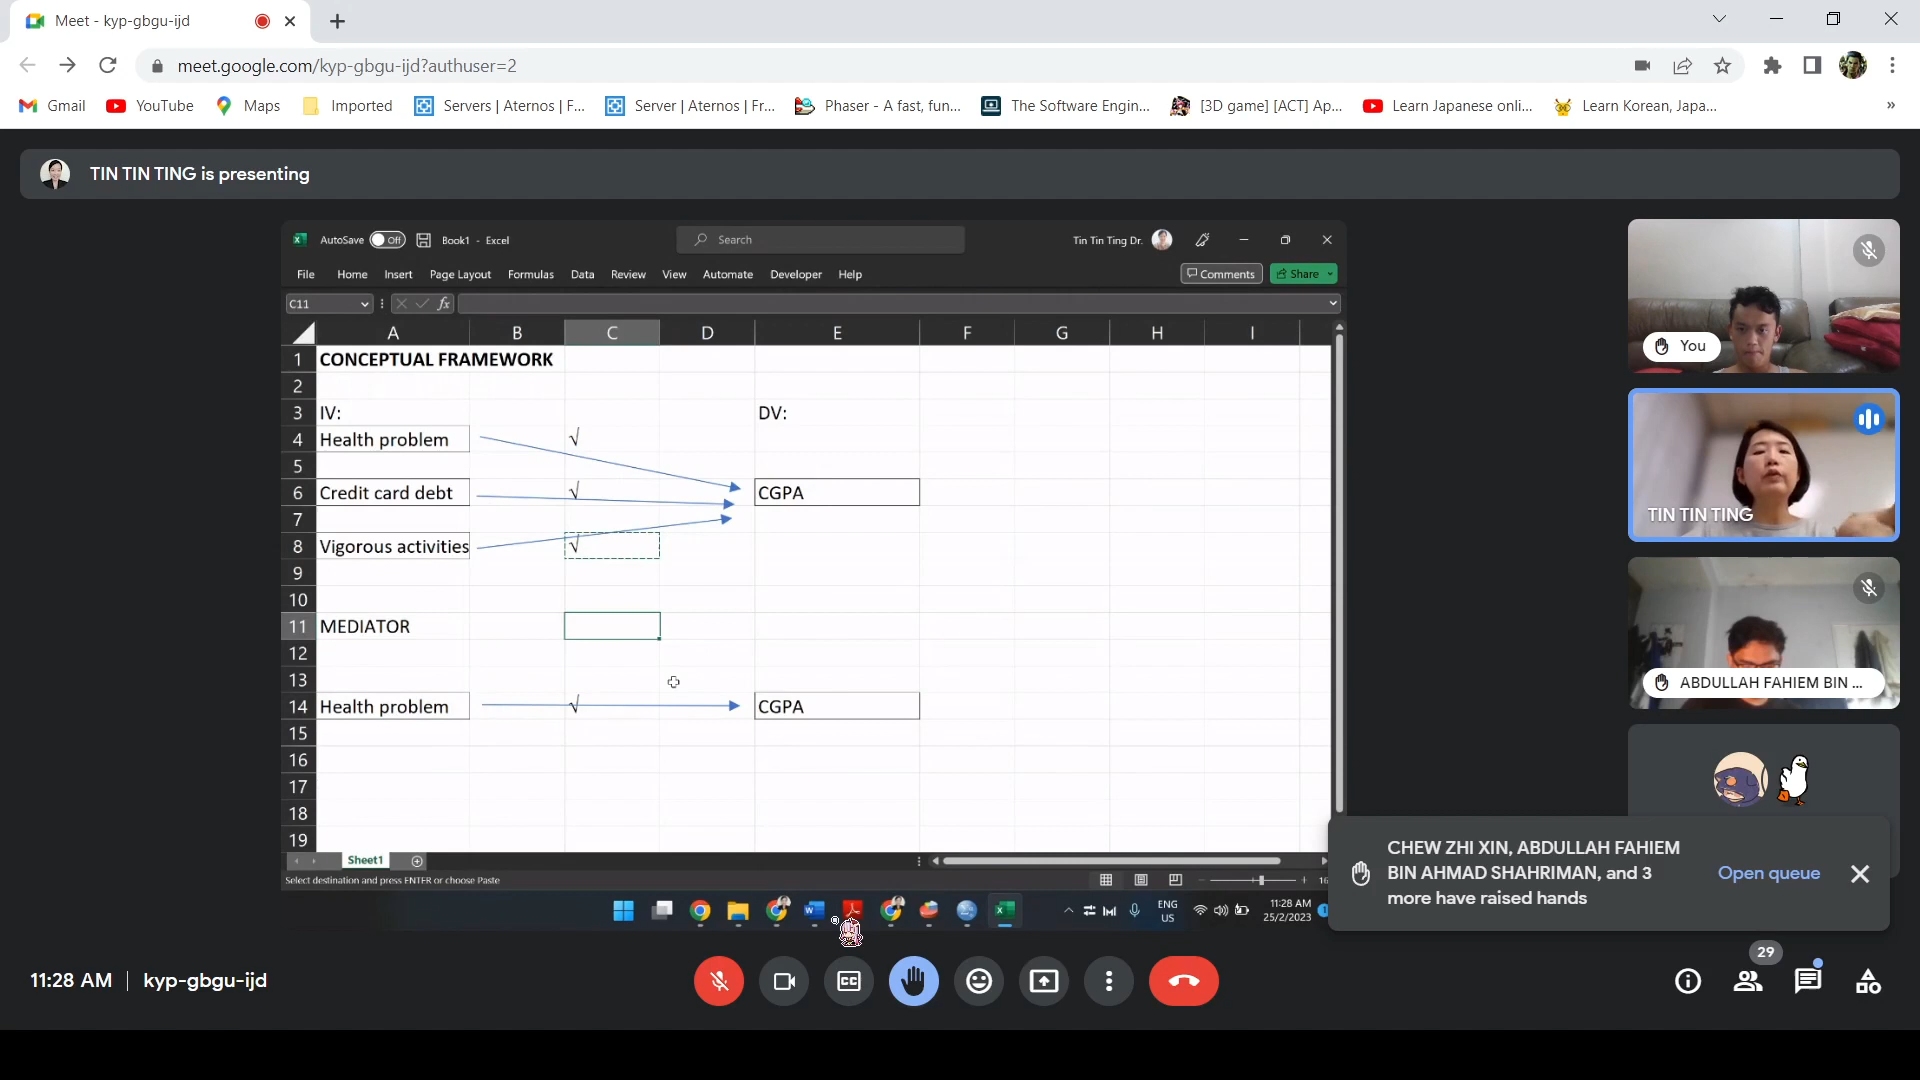 Meet - kyp-gbgu-ijd
meet.google.com/kyp-gbgu-ijd?authuser=2
Gmail YouTube Maps Imported Servers | Aternos | F... Server | Aternos | Fr... Phaser - A fast, fun... The Software Engin... [3D game] [ACT] Ap... Learn Japanese onli... Learn Korean, Japa... »
TIN TIN TING is presenting
AutoSave Off Book1 - Excel Search Tin Tin Ting Dr.
File Home Insert Page Layout Formulas Data Review View Automate Developer Help Comments Share
C11 fx
A B C D E F G H I
1 CONCEPTUAL FRAMEWORK
2
3 IV: DV:
4 Health problem √
5
6 Credit card debt √ CGPA
7
8 Vigorous activities √
9
10
11 MEDIATOR
12
13
14 Health problem √ CGPA
15
16
17
18
19
Sheet1
Select destination and press ENTER or choose Paste
ENG
US
11:28 AM
25/2/2023
You
TIN TIN TING
ABDULLAH FAHIEM BIN ...
CHEW ZHI XIN, ABDULLAH FAHIEM
BIN AHMAD SHAHRIMAN, and 3
more have raised hands
Open queue
11:28 AM | kyp-gbgu-ijd
29